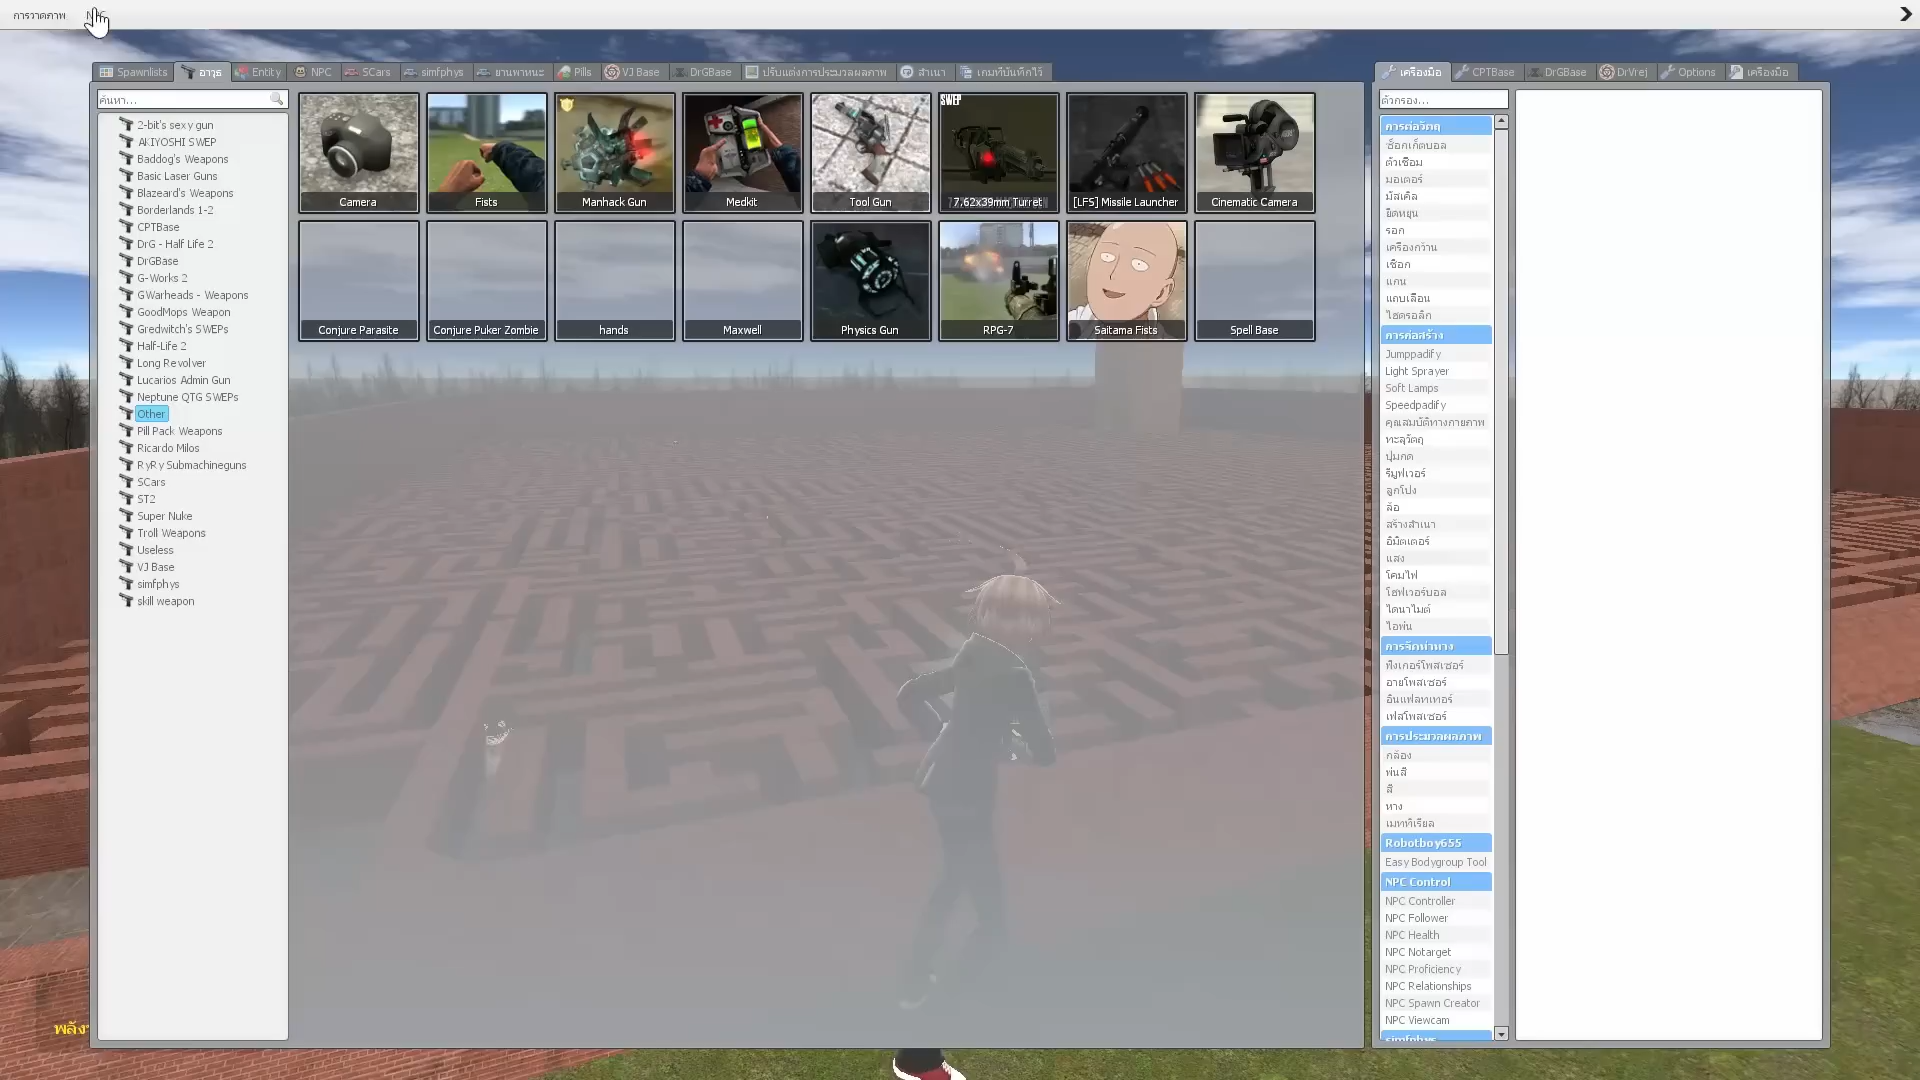 การวาดภาพ NPC
Spawnlists อาวุธ Entity NPC SCars simfphys ยานพาหนะ Pills VJ Base DrGBase ปรับแต่งการประมวลผลภาพ สำเนา เกมที่บันทึกไว้
เครื่องมือ CPTBase DrGBase DrVrej Options เครื่องมือ
ค้นหา...
2-bit's sexy gun
AKIYOSHI SWEP
Baddog's Weapons
Basic Laser Guns
Blazeard's Weapons
Borderlands 1-2
CPTBase
DrG - Half Life 2
DrGBase
G-Works 2
GWarheads - Weapons
GoodMops Weapon
Gredwitch's SWEPs
Half-Life 2
Long Revolver
Lucarios Admin Gun
Neptune QTG SWEPs
Other
Pill Pack Weapons
Ricardo Milos
RyRy Submachineguns
SCars
ST2
Super Nuke
Troll Weapons
Useless
VJ Base
simfphys
skill weapon
SWEP
Camera Fists Manhack Gun Medkit Tool Gun 7.62x39mm Turret [LFS] Missile Launcher Cinematic Camera
Conjure Parasite Conjure Puker Zombie hands Maxwell Physics Gun RPG-7 Saitama Fists Spell Base
ตัวกรอง...
การต่อวัตถุ
ซ็อกเก็ตบอล
ตัวเชื่อม
มอเตอร์
มัสเคิล
ยืดหยุ่น
รอก
เครื่องกว้าน
เชือก
แกน
แถบเลื่อน
ไฮดรอลิก
การก่อสร้าง
Jumppadify
Light Sprayer
Soft Lamps
Speedpadify
คุณสมบัติทางกายภาพ
ทะลุวัตถุ
ปุ่มกด
รีมูฟเวอร์
ลูกโป่ง
ล้อ
สร้างสำเนา
อิมิตเตอร์
แสง
โคมไฟ
โฮฟเวอร์บอล
ไดนาไมต์
ไอพ่น
การจัดท่าทาง
ฟิงเกอร์โพสเซอร์
อายโพสเซอร์
อินเฟลทเทอร์
เฟสโพสเซอร์
การประมวลผลภาพ
กล้อง
พ่นสี
สี
หาง
เมททีเรียล
Robotboy655
Easy Bodygroup Tool
NPC Control
NPC Controller
NPC Follower
NPC Health
NPC Notarget
NPC Proficiency
NPC Relationships
NPC Spawn Creator
NPC Viewcam
simfphys